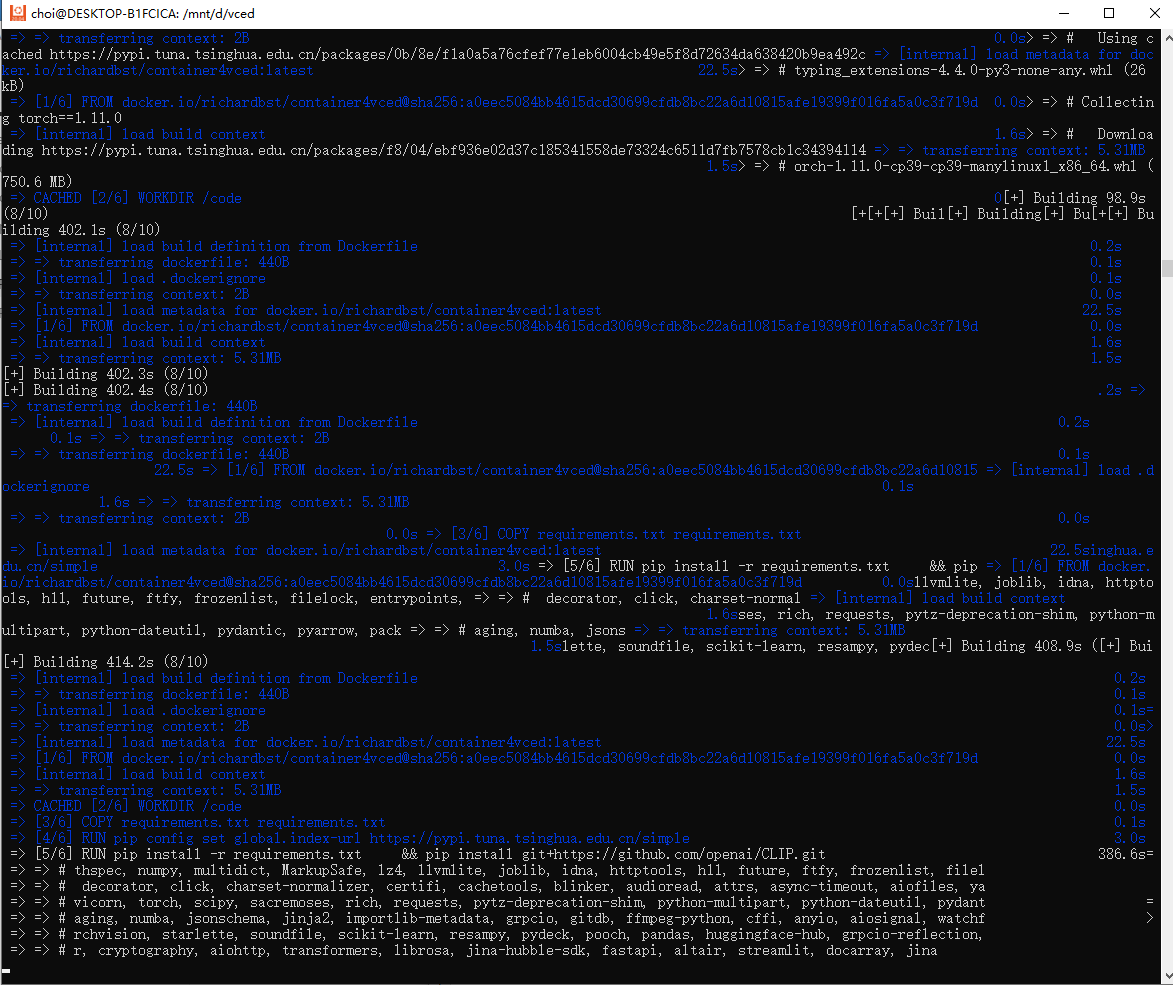 choi@DESKTOP-B1FCICA: /mnt/d/vced
=> => transferring context: 2B 0.0s> => #   Using c
ached https://pypi.tuna.tsinghua.edu.cn/packages/0b/8e/f1a0a5a76cfef77e1eb6004cb49e5f8d72634da638420b9ea492c => [internal] load metadata for doc
ker.io/richardbst/container4vced:latest 22.5s> => # typing_extensions-4.4.0-py3-none-any.whl (26
kB)
=> [1/6] FROM docker.io/richardbst/container4vced@sha256:a0eec5084bb4615dcd30699cfdb8bc22a6d10815afe19399f016fa5a0c3f719d 0.0s> => # Collectin
g torch==1.11.0
=> [internal] load build context 1.6s> => #   Downloa
ding https://pypi.tuna.tsinghua.edu.cn/packages/f8/04/ebf936e02d37c185341558de73324c6511d7fb7578cb1c34394114 => => transferring context: 5.31MB
1.5s> => # orch-1.11.0-cp39-cp39-manylinux1_x86_64.whl (
750.6 MB)
=> CACHED [2/6] WORKDIR /code 0[+] Building 98.9s
(8/10) [+[+[+] Buil[+] Building[+] Bu[+[+] Bu
ilding 402.1s (8/10)
=> [internal] load build definition from Dockerfile 0.2s
=> => transferring dockerfile: 440B 0.1s
=> [internal] load .dockerignore 0.1s
=> => transferring context: 2B 0.0s
=> [internal] load metadata for docker.io/richardbst/container4vced:latest 22.5s
=> [1/6] FROM docker.io/richardbst/container4vced@sha256:a0eec5084bb4615dcd30699cfdb8bc22a6d10815afe19399f016fa5a0c3f719d 0.0s
=> [internal] load build context 1.6s
=> => transferring context: 5.31MB 1.5s
[+] Building 402.3s (8/10)
[+] Building 402.4s (8/10) .2s =>
=> transferring dockerfile: 440B
=> [internal] load build definition from Dockerfile 0.2s
0.1s => => transferring context: 2B
=> => transferring dockerfile: 440B 0.1s
22.5s => [1/6] FROM docker.io/richardbst/container4vced@sha256:a0eec5084bb4615dcd30699cfdb8bc22a6d10815 => [internal] load .d
ockerignore 0.1s
1.6s => => transferring context: 5.31MB
=> => transferring context: 2B 0.0s
0.0s => [3/6] COPY requirements.txt requirements.txt
=> [internal] load metadata for docker.io/richardbst/container4vced:latest 22.5singhua.e
du.cn/simple 3.0s => [5/6] RUN pip install -r requirements.txt     && pip => [1/6] FROM docker.
io/richardbst/container4vced@sha256:a0eec5084bb4615dcd30699cfdb8bc22a6d10815afe19399f016fa5a0c3f719d 0.0sllvmlite, joblib, idna, httpto
ols, hll, future, ftfy, frozenlist, filelock, entrypoints, => => #  decorator, click, charset-normal => [internal] load build context
1.6sses, rich, requests, pytz-deprecation-shim, python-m
ultipart, python-dateutil, pydantic, pyarrow, pack => => # aging, numba, jsons => => transferring context: 5.31MB
1.5slette, soundfile, scikit-learn, resampy, pydec[+] Building 408.9s ([+] Bui
[+] Building 414.2s (8/10)
=> [internal] load build definition from Dockerfile 0.2s
=> => transferring dockerfile: 440B 0.1s
=> [internal] load .dockerignore 0.1s=
=> => transferring context: 2B 0.0s>
=> [internal] load metadata for docker.io/richardbst/container4vced:latest 22.5s
=> [1/6] FROM docker.io/richardbst/container4vced@sha256:a0eec5084bb4615dcd30699cfdb8bc22a6d10815afe19399f016fa5a0c3f719d 0.0s
=> [internal] load build context 1.6s
=> => transferring context: 5.31MB 1.5s
=> CACHED [2/6] WORKDIR /code 0.0s
=> [3/6] COPY requirements.txt requirements.txt 0.1s
=> [4/6] RUN pip config set global.index-url https://pypi.tuna.tsinghua.edu.cn/simple 3.0s
=> [5/6] RUN pip install -r requirements.txt     && pip install git+https://github.com/openai/CLIP.git 386.6s=
=> => # thspec, numpy, multidict, MarkupSafe, lz4, llvmlite, joblib, idna, httptools, hll, future, ftfy, frozenlist, filel
=> => #  decorator, click, charset-normalizer, certifi, cachetools, blinker, audioread, attrs, async-timeout, aiofiles, ya
=> => # vicorn, torch, scipy, sacremoses, rich, requests, pytz-deprecation-shim, python-multipart, python-dateutil, pydant =
=> => # aging, numba, jsonschema, jinja2, importlib-metadata, grpcio, gitdb, ffmpeg-python, cffi, anyio, aiosignal, watchf >
=> => # rchvision, starlette, soundfile, scikit-learn, resampy, pydeck, pooch, pandas, huggingface-hub, grpcio-reflection,
=> => # r, cryptography, aiohttp, transformers, librosa, jina-hubble-sdk, fastapi, altair, streamlit, docarray, jina